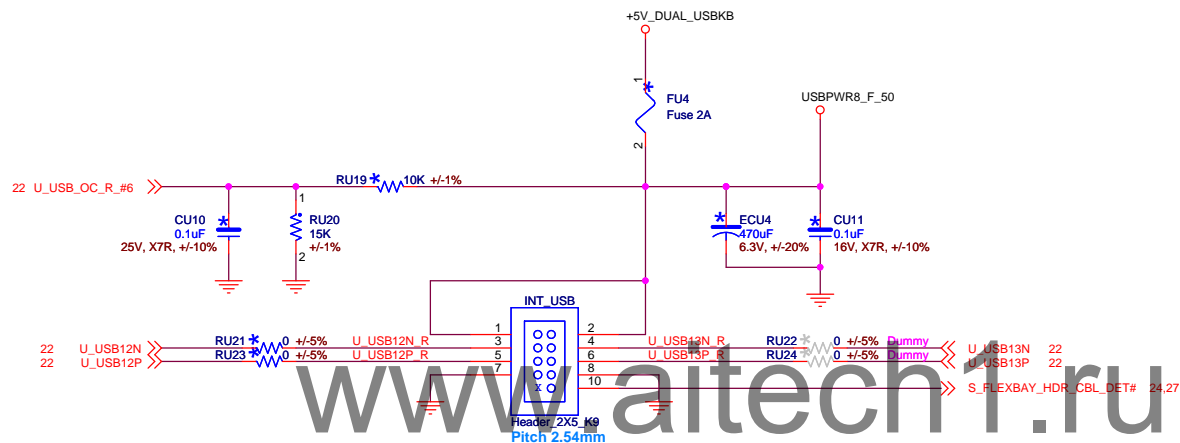 +5V_DUAL_USBKB
1
*
FU4
Fuse 2A
2
USBPWR8_F_50
22 U_USB_OC_R_#6
RU19 * 10K +/-1%
*
CU10
0.1uF
25V, X7R, +/-10%
1
RU20
15K
+/-1%
2
*
ECU4
470uF
6.3V, +/-20%
*
CU11
0.1uF
16V, X7R, +/-10%
INT_USB
1 2
3 4
5 6
7 8
10
X
22 U_USB12N
RU21 * 0 +/-5% U_USB12N_R
22 U_USB12P
RU23 * 0 +/-5% U_USB12P_R
U_USB13N_R RU22 * 0 +/-5% Dummy
U_USB13N 22
U_USB13P_R RU24 * 0 +/-5% Dummy
U_USB13P 22
S_FLEXBAY_HDR_CBL_DET# 24,27
Header_2X5_K9
Pitch 2.54mm
www.aitech1.ru